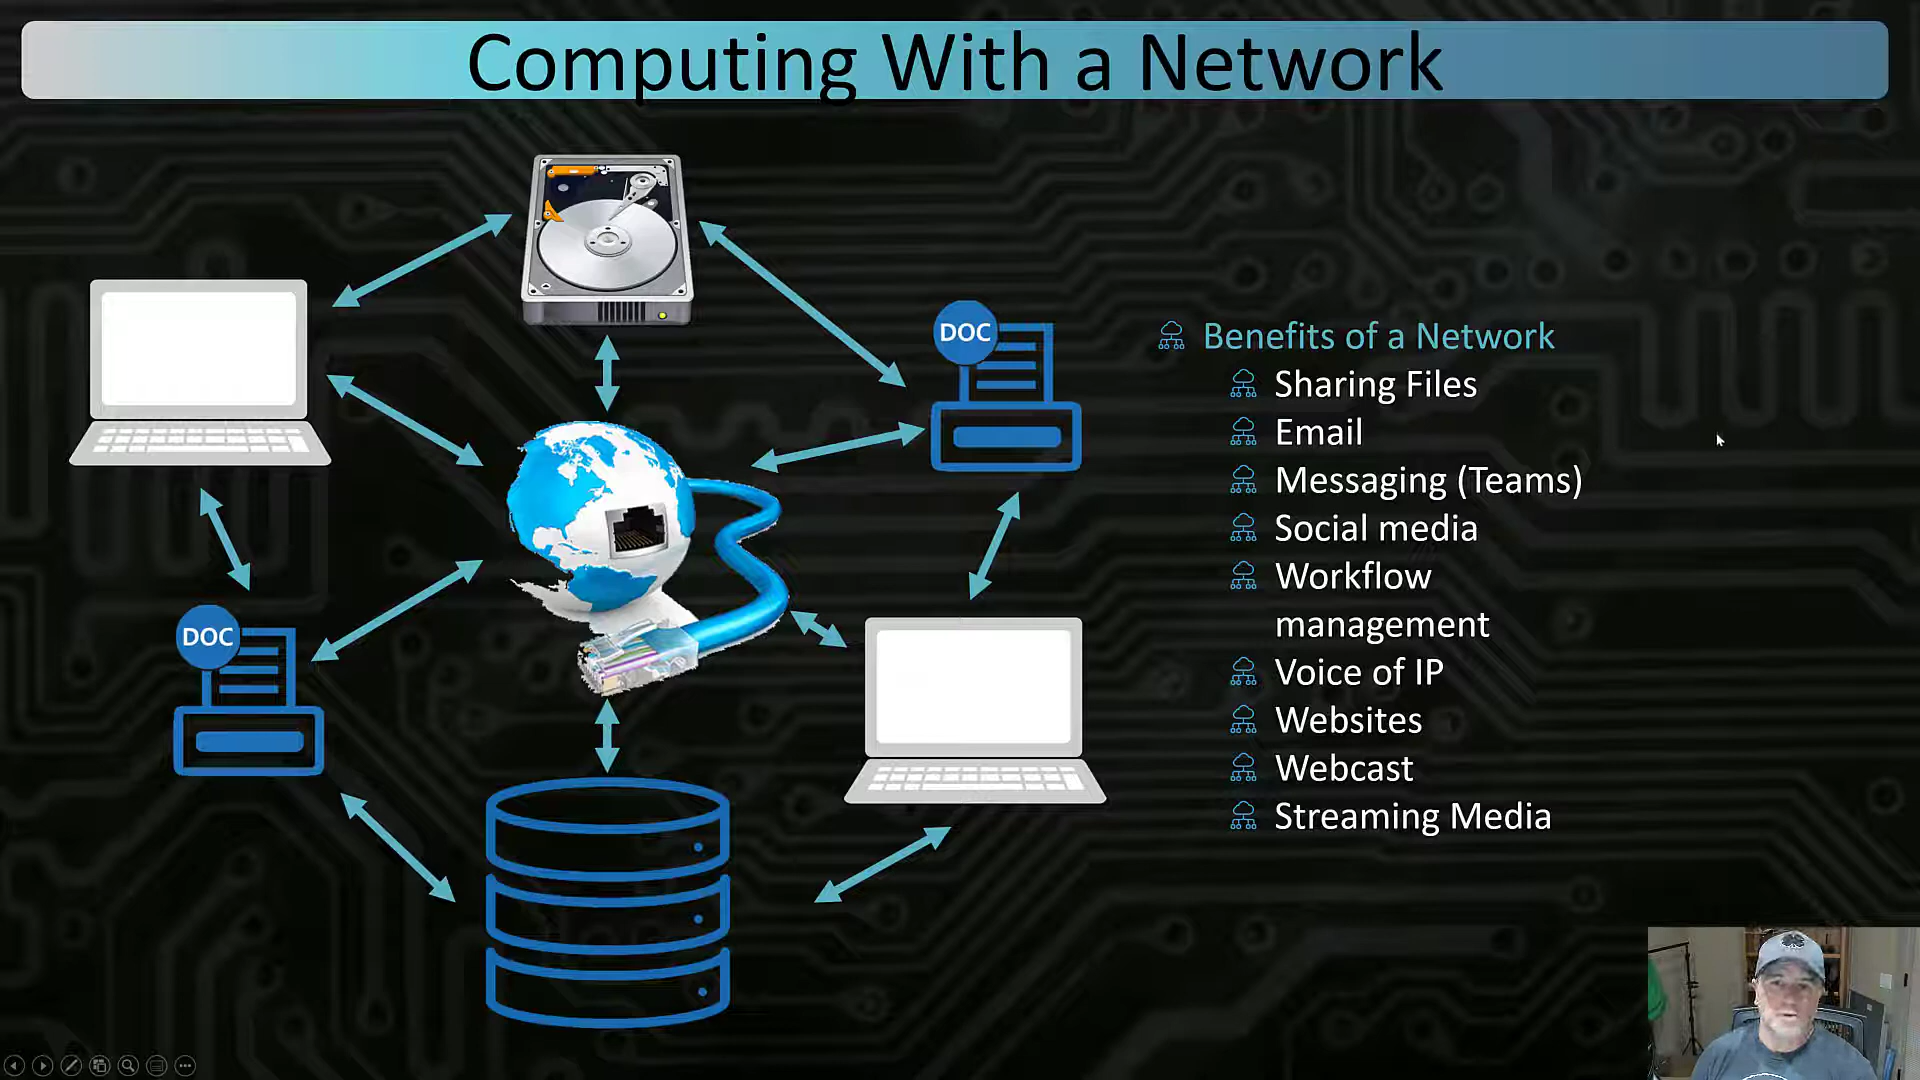 Computing With a Network
DOC
Benefits of a Network
Sharing Files
Email
Messaging (Teams)
Social media
Workflow
management
Voice of IP
Websites
Webcast
Streaming Media
DOC